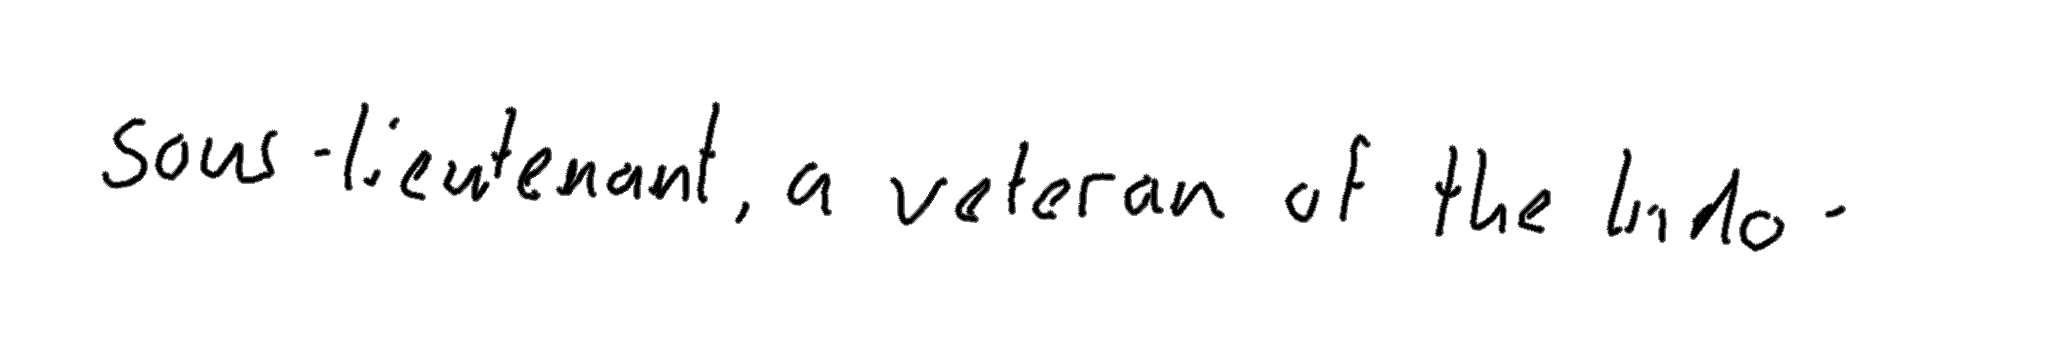 sous-lieutenant, a veteran of the Indo-